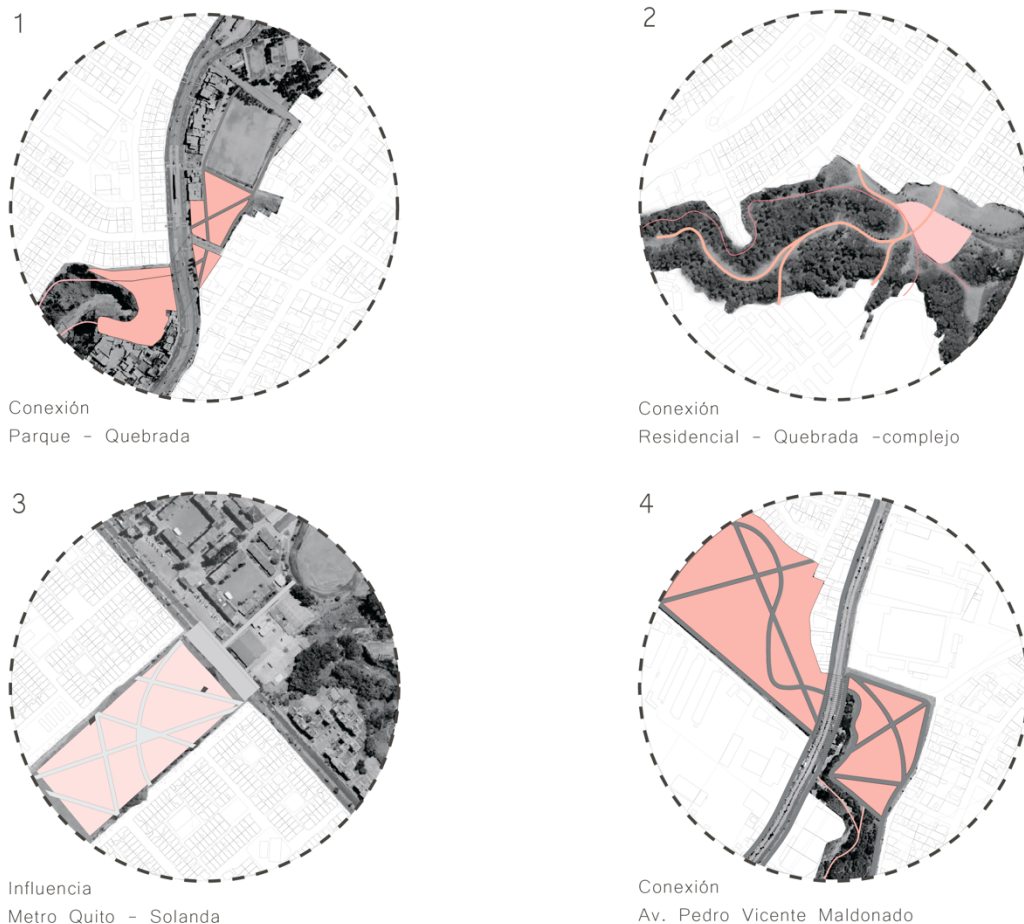 1
Conexión
Parque - Quebrada
2
Conexión
Residencial - Quebrada -complejo
3
Influencia
Metro Quito - Solanda
4
Conexión
Av. Pedro Vicente Maldonado